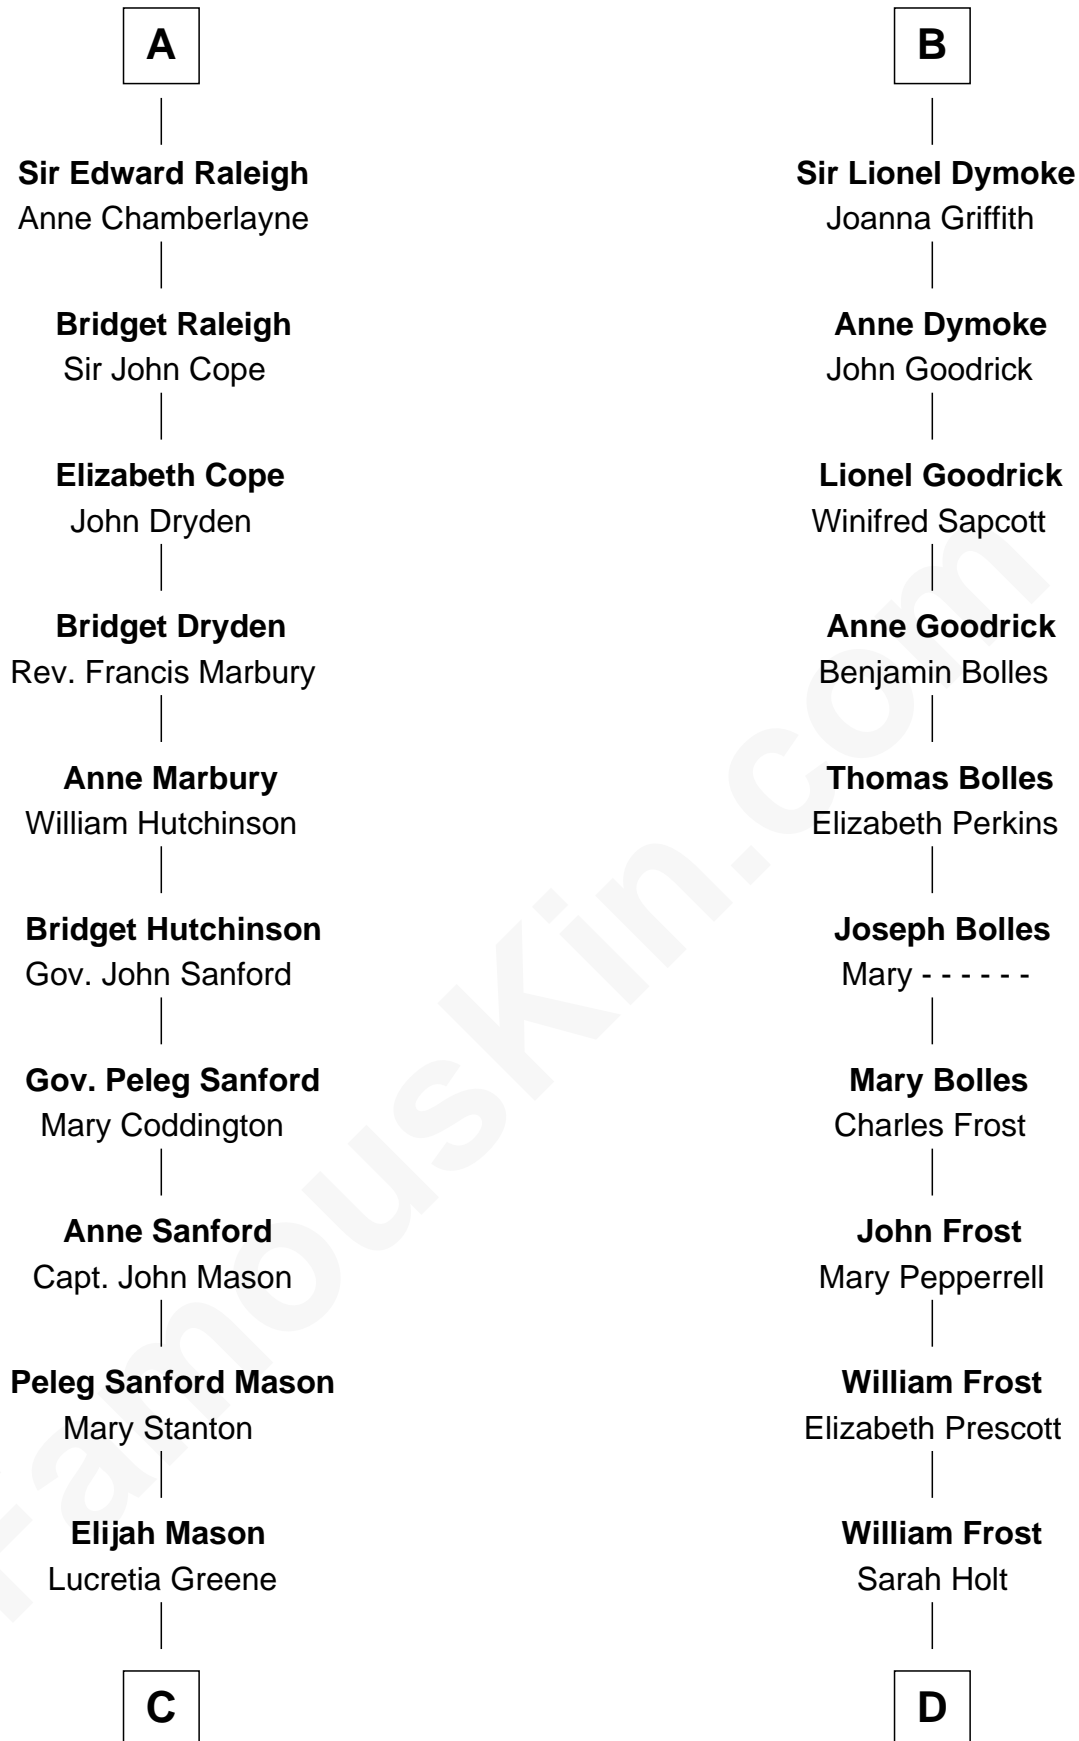 A
Sir Edward Raleigh
Anne Chamberlayne
Bridget Raleigh
Sir John Cope
Elizabeth Cope
John Dryden
Bridget Dryden
Rev. Francis Marbury
Anne Marbury
William Hutchinson
Bridget Hutchinson
Gov. John Sanford
Gov. Peleg Sanford
Mary Coddington
Anne Sanford
Capt. John Mason
Peleg Sanford Mason
Mary Stanton
Elijah Mason
Lucretia Greene
C
B
Sir Lionel Dymoke
Joanna Griffith
Anne Dymoke
John Goodrick
Lionel Goodrick
Winifred Sapcott
Anne Goodrick
Benjamin Bolles
Thomas Bolles
Elizabeth Perkins
Joseph Bolles
Mary - - - - - -
Mary Bolles
Charles Frost
John Frost
Mary Pepperrell
William Frost
Elizabeth Prescott
William Frost
Sarah Holt
D
FamousKin.com